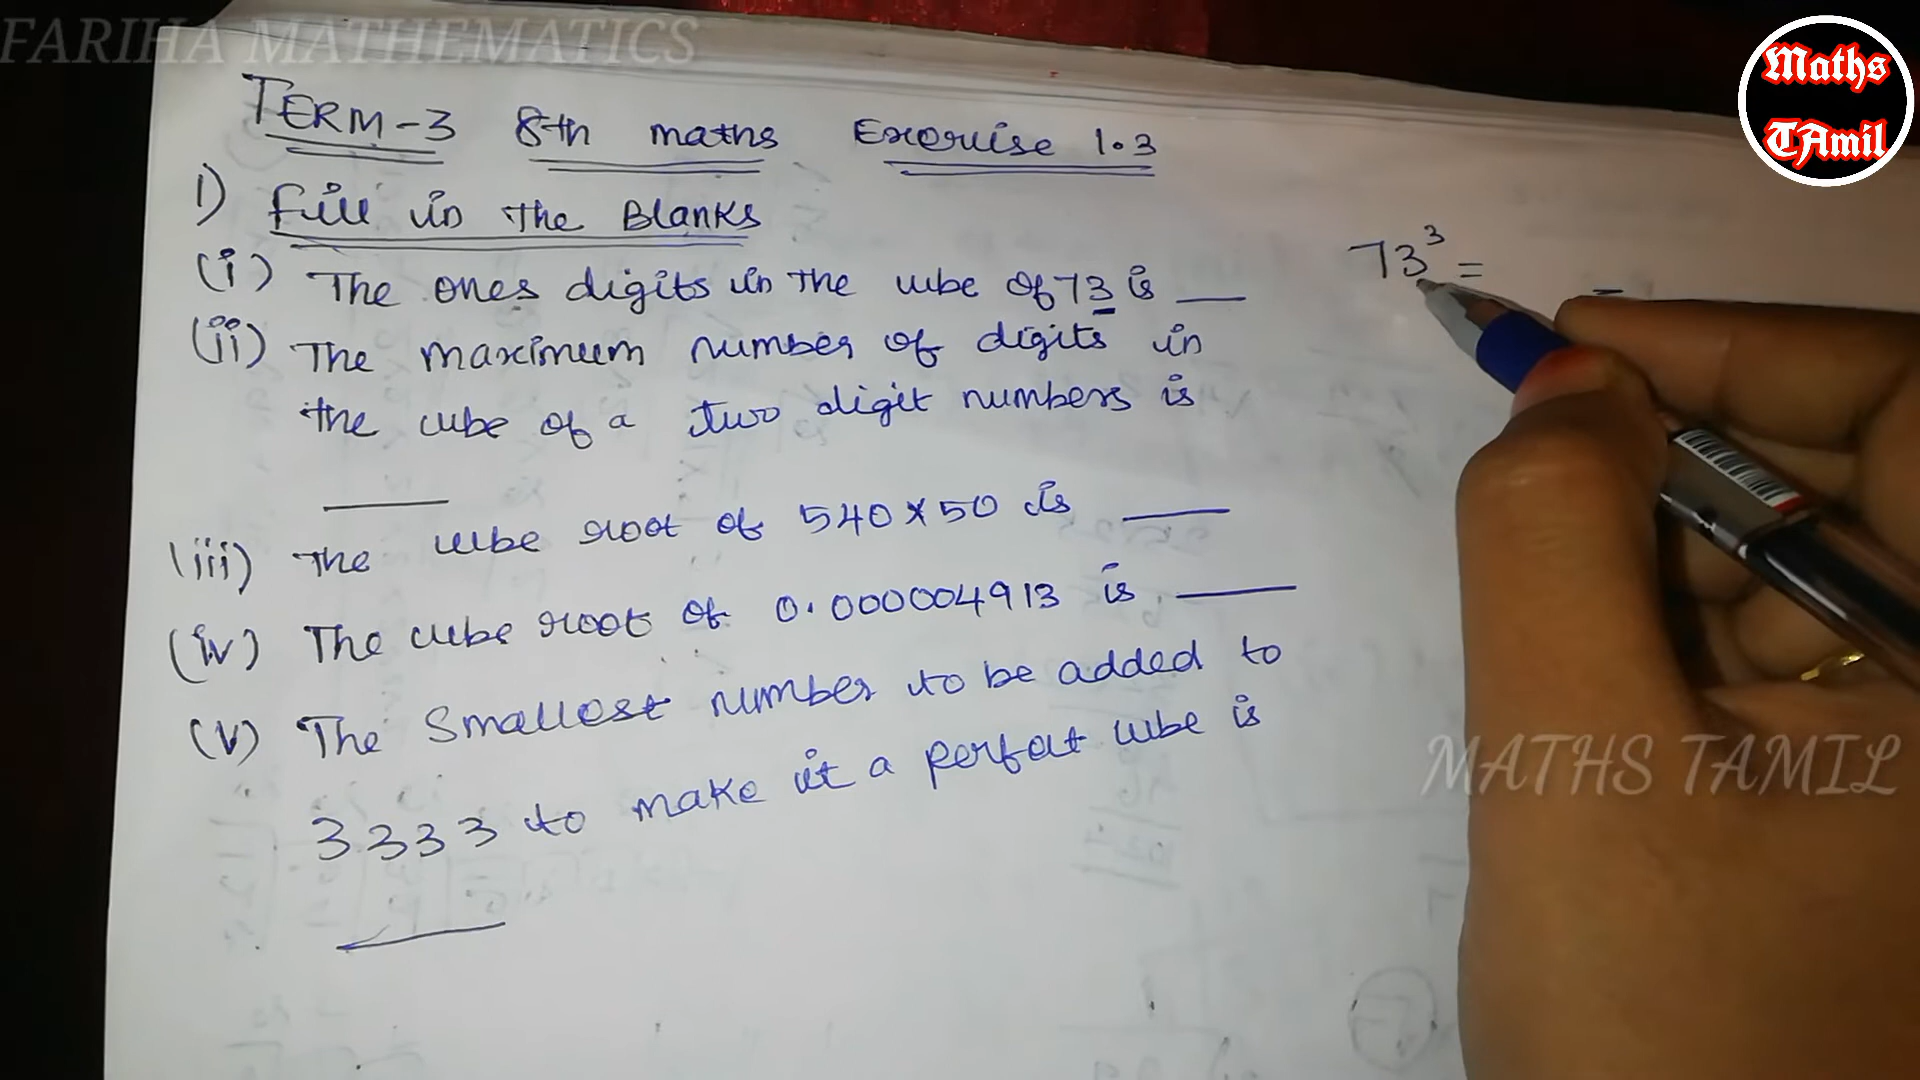 FARIHA MATHEMATICS
Maths
TAmil
TERM-3 8th maths Exercise 1.3
1) Fill in the Blanks
(i) The ones digits in the cube of 73 is __
73³ =
(ii) The maximum number of digits in
the cube of a two digit numbers is
____
(iii) The cube root of 540×50 is ___
(iv) The cube root of 0.000004913 is ___
(v) The Smallest number to be added to
3333 to make it a perfect cube is
____
MATHS TAMIL